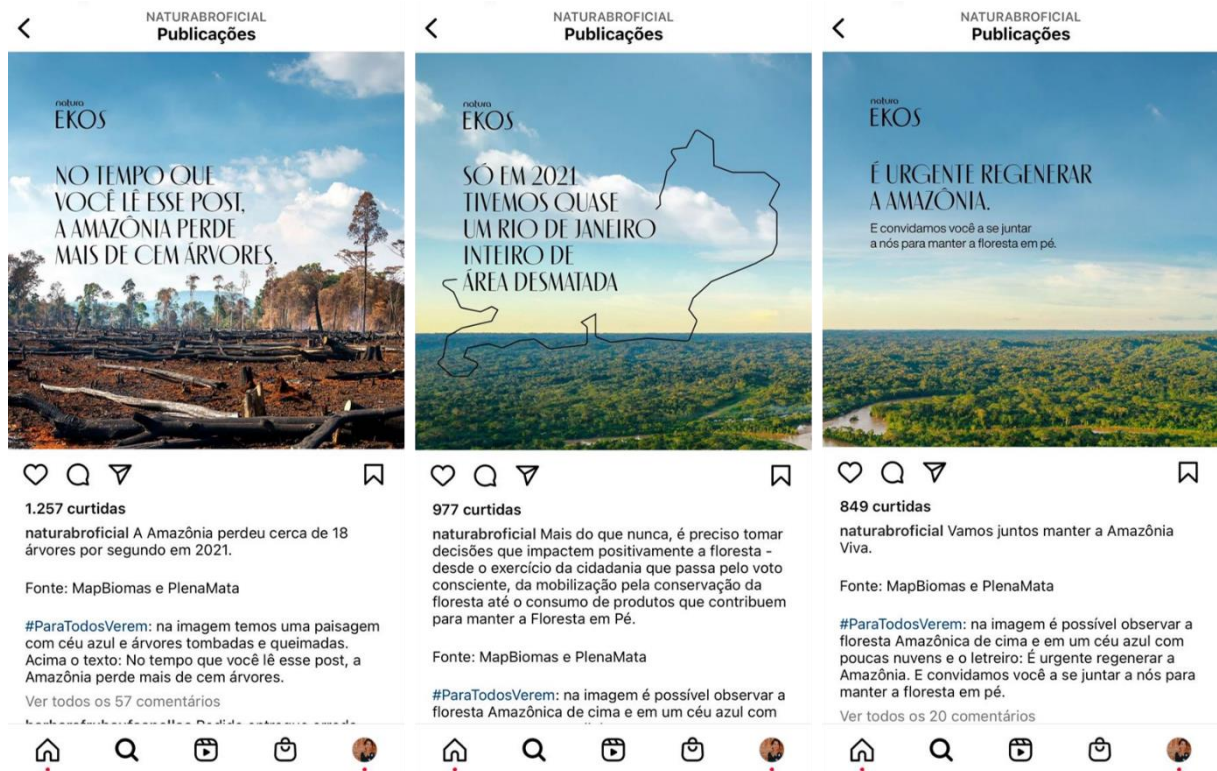 NATURABROFICIAL
Publicações
natura
EKOS
NO TEMPO QUE
VOCÊ LÊ ESSE POST,
A AMAZÔNIA PERDE
MAIS DE CEM ÁRVORES.
1.257 curtidas
naturabroficial A Amazônia perdeu cerca de 18
árvores por segundo em 2021.
Fonte: MapBiomas e PlenaMata
#ParaTodosVerem: na imagem temos uma paisagem
com céu azul e árvores tombadas e queimadas.
Acima o texto: No tempo que você lê esse post, a
Amazônia perde mais de cem árvores.
Ver todos os 57 comentários
NATURABROFICIAL
Publicações
natura
EKOS
SÓ EM 2021
TIVEMOS QUASE
UM RIO DE JANEIRO
INTEIRO DE
ÁREA DESMATADA
977 curtidas
naturabroficial Mais do que nunca, é preciso tomar
decisões que impactem positivamente a floresta -
desde o exercício da cidadania que passa pelo voto
consciente, da mobilização pela conservação da
floresta até o consumo de produtos que contribuem
para manter a Floresta em Pé.
Fonte: MapBiomas e PlenaMata
#ParaTodosVerem: na imagem é possível observar a
floresta Amazônica de cima e em um céu azul com
NATURABROFICIAL
Publicações
natura
EKOS
É URGENTE REGENERAR
A AMAZÔNIA.
E convidamos você a se juntar
a nós para manter a floresta em pé.
849 curtidas
naturabroficial Vamos juntos manter a Amazônia
Viva.
Fonte: MapBiomas e PlenaMata
#ParaTodosVerem: na imagem é possível observar a
floresta Amazônica de cima e em um céu azul com
poucas nuvens e o letreiro: É urgente regenerar a
Amazônia. E convidamos você a se juntar a nós para
manter a floresta em pé.
Ver todos os 20 comentários